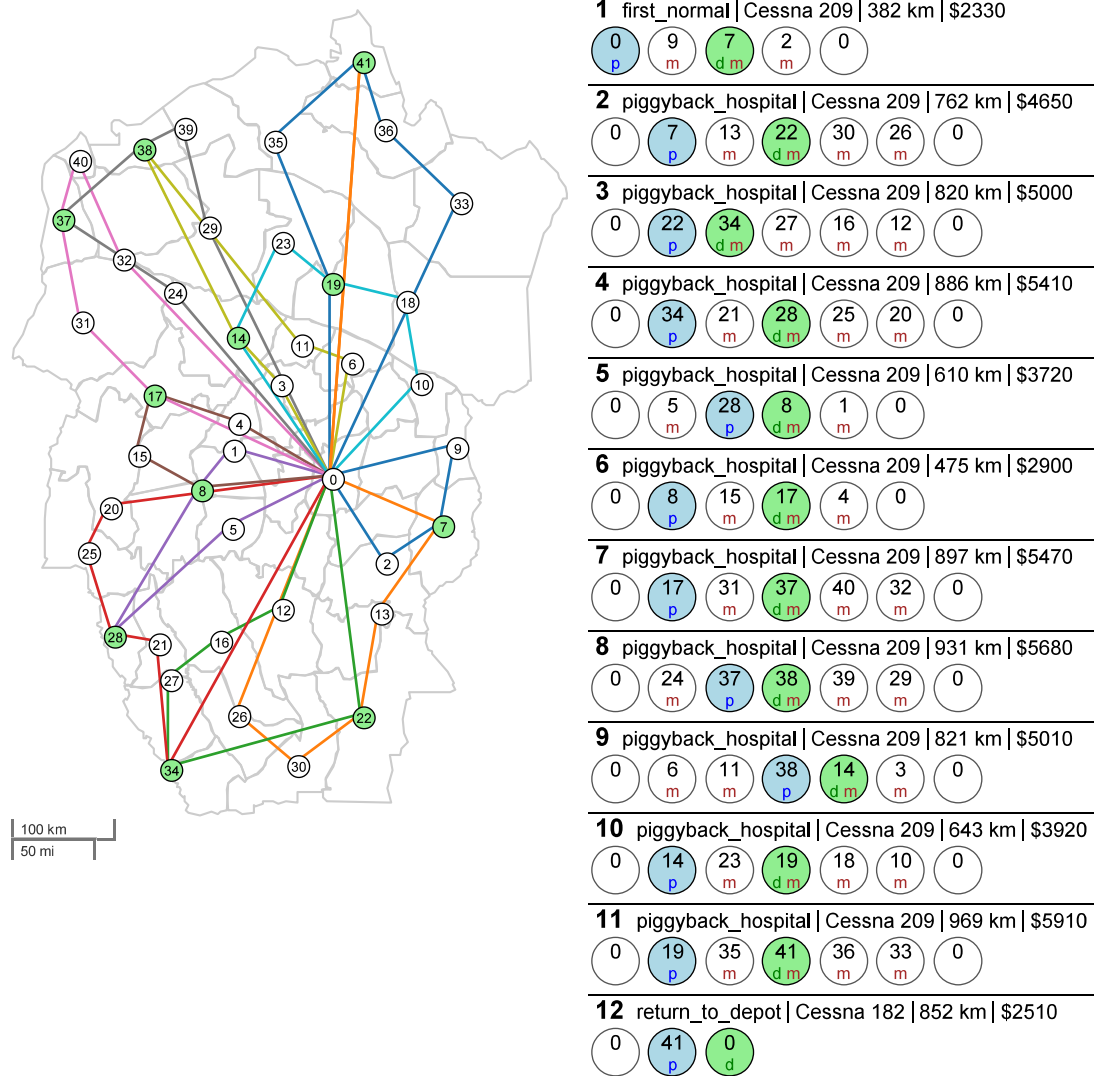 41
39
36
35
38
40
33
37
29
23
32
19
24
18
31
14
11
6
10
3
17
4
9
1
15
0
8
20
7
5
25
2
12
13
28
21
16
27
26
22
30
34
100 km
50 mi
1 first_normal | Cessna 209 | 382 km | $2330
0 9 7 2 0
p m d m m
2 piggyback_hospital | Cessna 209 | 762 km | $4650
0 7 13 22 30 26 0
p m d m m m
3 piggyback_hospital | Cessna 209 | 820 km | $5000
0 22 34 27 16 12 0
p d m m m m
4 piggyback_hospital | Cessna 209 | 886 km | $5410
0 34 21 28 25 20 0
p m d m m m
5 piggyback_hospital | Cessna 209 | 610 km | $3720
0 5 28 8 1 0
m p d m m
6 piggyback_hospital | Cessna 209 | 475 km | $2900
0 8 15 17 4 0
p m d m m
7 piggyback_hospital | Cessna 209 | 897 km | $5470
0 17 31 37 40 32 0
p m d m m m
8 piggyback_hospital | Cessna 209 | 931 km | $5680
0 24 37 38 39 29 0
m p d m m m
9 piggyback_hospital | Cessna 209 | 821 km | $5010
0 6 11 38 14 3 0
m m p d m m
10 piggyback_hospital | Cessna 209 | 643 km | $3920
0 14 23 19 18 10 0
p m d m m m
11 piggyback_hospital | Cessna 209 | 969 km | $5910
0 19 35 41 36 33 0
p m d m m m
12 return_to_depot | Cessna 182 | 852 km | $2510
0 41 0
p d